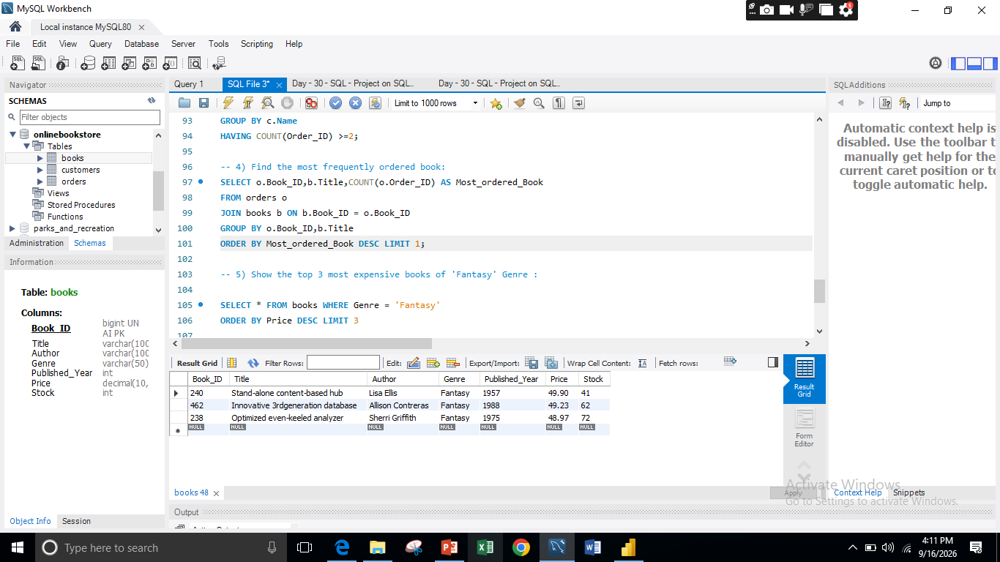 MySQL Workbench
5
Local instance MySQL80
File Edit View Query Database Server Tools Scripting Help
Navigator
Query 1 SQL File 3* Day - 30 - SQL - Project on SQL... Day - 30 - SQL - Project on SQL...
SQLAdditions
SCHEMAS
Limit to 1000 rows
Jump to
Filter objects
onlinebookstore
Tables
books
customers
orders
Views
Stored Procedures
Functions
parks_and_recreation
Administration Schemas
93 GROUP BY c.Name
94 HAVING COUNT(Order_ID) >=2;
95
96 -- 4) Find the most frequently ordered book:
97 SELECT o.Book_ID,b.Title,COUNT(o.Order_ID) AS Most_ordered_Book
98 FROM orders o
99 JOIN books b ON b.Book_ID = o.Book_ID
100 GROUP BY o.Book_ID,b.Title
101 ORDER BY Most_ordered_Book DESC LIMIT 1;
102
103 -- 5) Show the top 3 most expensive books of 'Fantasy' Genre :
104
105 SELECT * FROM books WHERE Genre = 'Fantasy'
106 ORDER BY Price DESC LIMIT 3
107
Automatic context help is
disabled. Use the toolbar t
manually get help for the
current caret position or to
toggle automatic help.
Information
Table: books
Columns:
Book_ID bigint UN
AI PK
Title varchar(100
Author varchar(100
Genre varchar(50)
Published_Year int
Price decimal(10,
Stock int
Result Grid Filter Rows: Edit: Export/Import: Wrap Cell Content: Fetch rows:
Book_ID Title Author Genre Published_Year Price Stock
240 Stand-alone content-based hub Lisa Ellis Fantasy 1957 49.90 41
462 Innovative 3rdgeneration database Allison Contreras Fantasy 1988 49.23 62
238 Optimized even-keeled analyzer Sherri Griffith Fantasy 1975 48.97 72
NULL NULL NULL NULL NULL NULL NULL
Result
Grid
Form
Editor
books 48
Apply
Context Help Snippets
Activate Windows
Go to Settings to activate Windows.
Output
Object Info Session
Type here to search
4:11 PM
9/16/2026